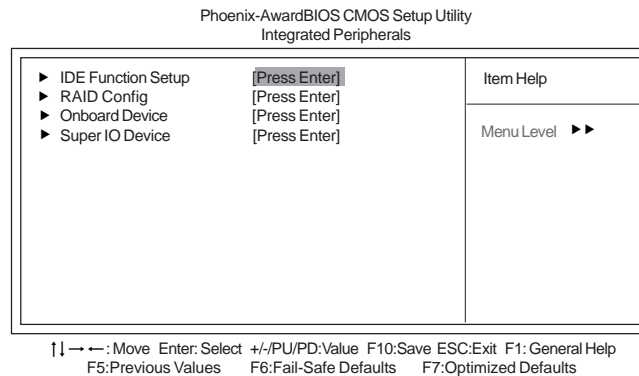 Phoenix-AwardBIOS CMOS Setup Utility
Integrated Peripherals
▶ IDE Function Setup [Press Enter]
▶ RAID Config [Press Enter]
▶ Onboard Device [Press Enter]
▶ Super IO Device [Press Enter]
Item Help
Menu Level ▶▶
↑↓→←: Move Enter: Select +/-/PU/PD:Value F10:Save ESC:Exit F1: General Help
F5:Previous Values F6:Fail-Safe Defaults F7:Optimized Defaults